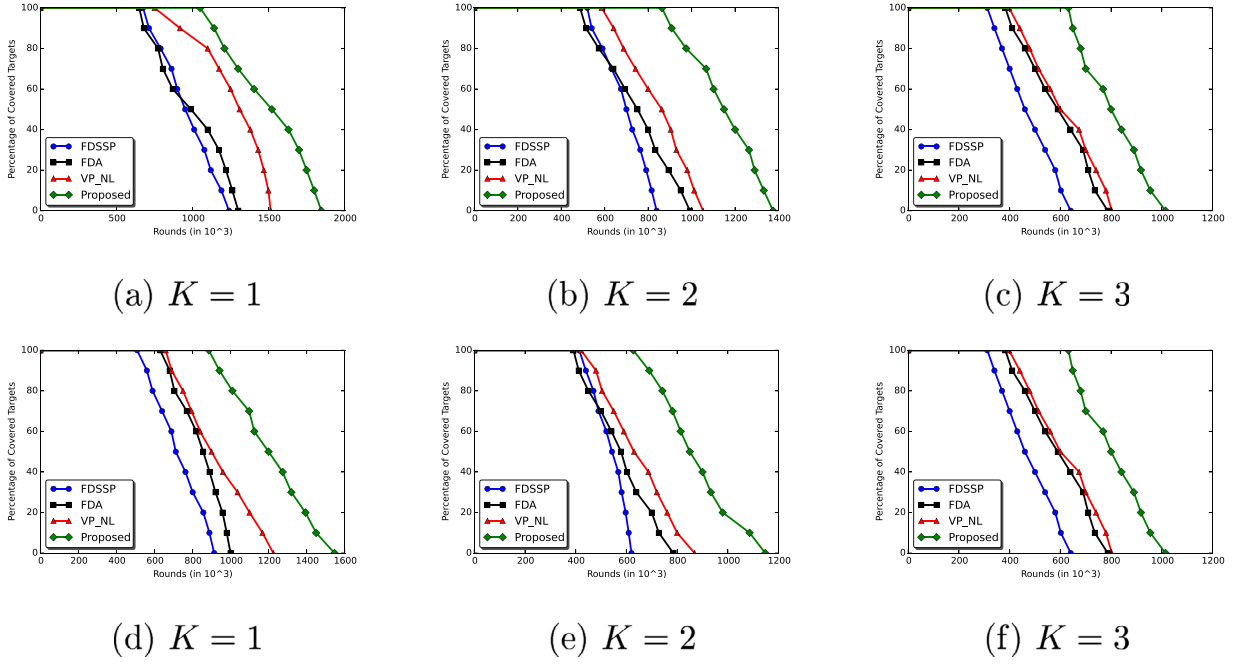 100
80
60
40
20
0
Percentage of Covered Targets
FDSSP
FDA
VP_NL
Proposed
0 500 1000 1500 2000
Rounds (in 10^3)
(a) K = 1
100
80
60
40
20
0
Percentage of Covered Targets
FDSSP
FDA
VP_NL
Proposed
0 200 400 600 800 1000 1200 1400
Rounds (in 10^3)
(b) K = 2
100
80
60
40
20
0
Percentage of Covered Targets
FDSSP
FDA
VP_NL
Proposed
0 200 400 600 800 1000 1200
Rounds (in 10^3)
(c) K = 3
100
80
60
40
20
0
Percentage of Covered Targets
FDSSP
FDA
VP_NL
Proposed
0 200 400 600 800 1000 1200 1400 1600
Rounds (in 10^3)
(d) K = 1
100
80
60
40
20
0
Percentage of Covered Targets
FDSSP
FDA
VP_NL
Proposed
0 200 400 600 800 1000 1200
Rounds (in 10^3)
(e) K = 2
100
80
60
40
20
0
Percentage of Covered Targets
FDSSP
FDA
VP_NL
Proposed
0 200 400 600 800 1000 1200
Rounds (in 10^3)
(f) K = 3